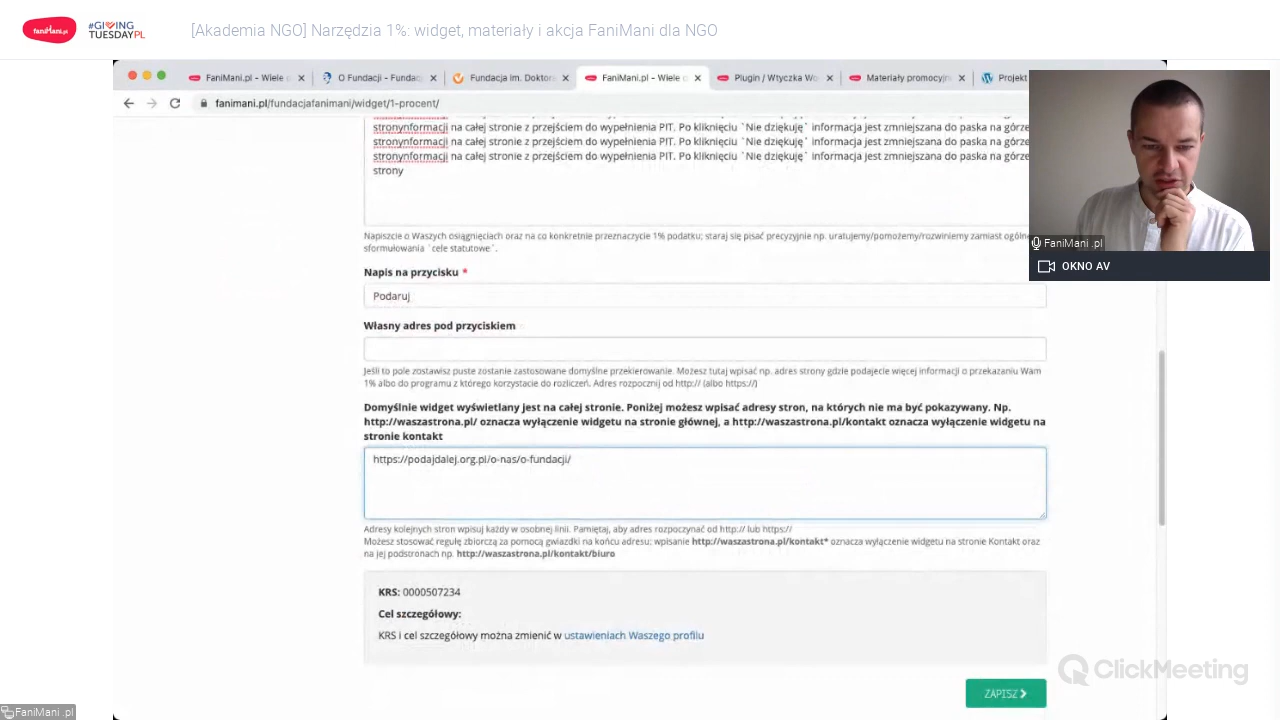 faniMani.pl
#GIVING
TUESDAYPL
[Akademia NGO] Narzędzia 1%: widget, materiały i akcja FaniMani dla NGO
FaniMani.pl – Wiele c
O Fundacji - Fundac
Fundacja im. Doktor
FaniMani.pl – Wiele c
Plugin / Wtyczka Wo
Materiały promocyjn
Projekt
fanimani.pl/fundacjafanimani/widget/1-procent/
stronynformacji na całej stronie z przejściem do wypełnienia PIT. Po kliknięciu `Nie dziękuję` informacja jest zmniejszana do paska na górze
stronynformacji na całej stronie z przejściem do wypełnienia PIT. Po kliknięciu `Nie dziękuję` informacja jest zmniejszana do paska na górze
stronynformacji na całej stronie z przejściem do wypełnienia PIT. Po kliknięciu `Nie dziękuję` informacja jest zmniejszana do paska na górze
strony
Napiszcie o Waszych osiągnięciach oraz na co konkretnie przeznaczycie 1% podatku; staraj się pisać precyzyjnie np. uratujemy/pomożemy/rozwiniemy zamiast ogóln
sformułowania `cele statutowe`.
Napis na przycisku *
Podaruj
Własny adres pod przyciskiem
Jeśli to pole zostawisz puste zostanie zastosowane domyślne przekierowanie. Możesz tutaj wpisać np. adres strony gdzie podajecie więcej informacji o przekazaniu Wam
1% albo do programu z którego korzystacie do rozliczeń. Adres rozpocznij od http:// (albo https://)
Domyślnie widget wyświetlany jest na całej stronie. Poniżej możesz wpisać adresy stron, na których nie ma być pokazywany. Np.
http://waszastrona.pl/ oznacza wyłączenie widgetu na stronie głównej, a http://waszastrona.pl/kontakt oznacza wyłączenie widgetu na
stronie kontakt
https://podajdalej.org.pl/o-nas/o-fundacji/
Adresy kolejnych stron wpisuj każdy w osobnej linii. Pamiętaj, aby adres rozpoczynać od http:// lub https://
Możesz stosować regułę zbiorczą za pomocą gwiazdki na końcu adresu; wpisanie http://waszastrona.pl/kontakt* oznacza wyłączenie widgetu na stronie Kontakt oraz
na jej podstronach np. http://waszastrona.pl/kontakt/biuro
KRS: 0000507234
Cel szczegółowy:
KRS i cel szczegółowy można zmienić w ustawieniach Waszego profilu
ZAPISZ
FaniMani .pl
OKNO AV
ClickMeeting
FaniMani .pl